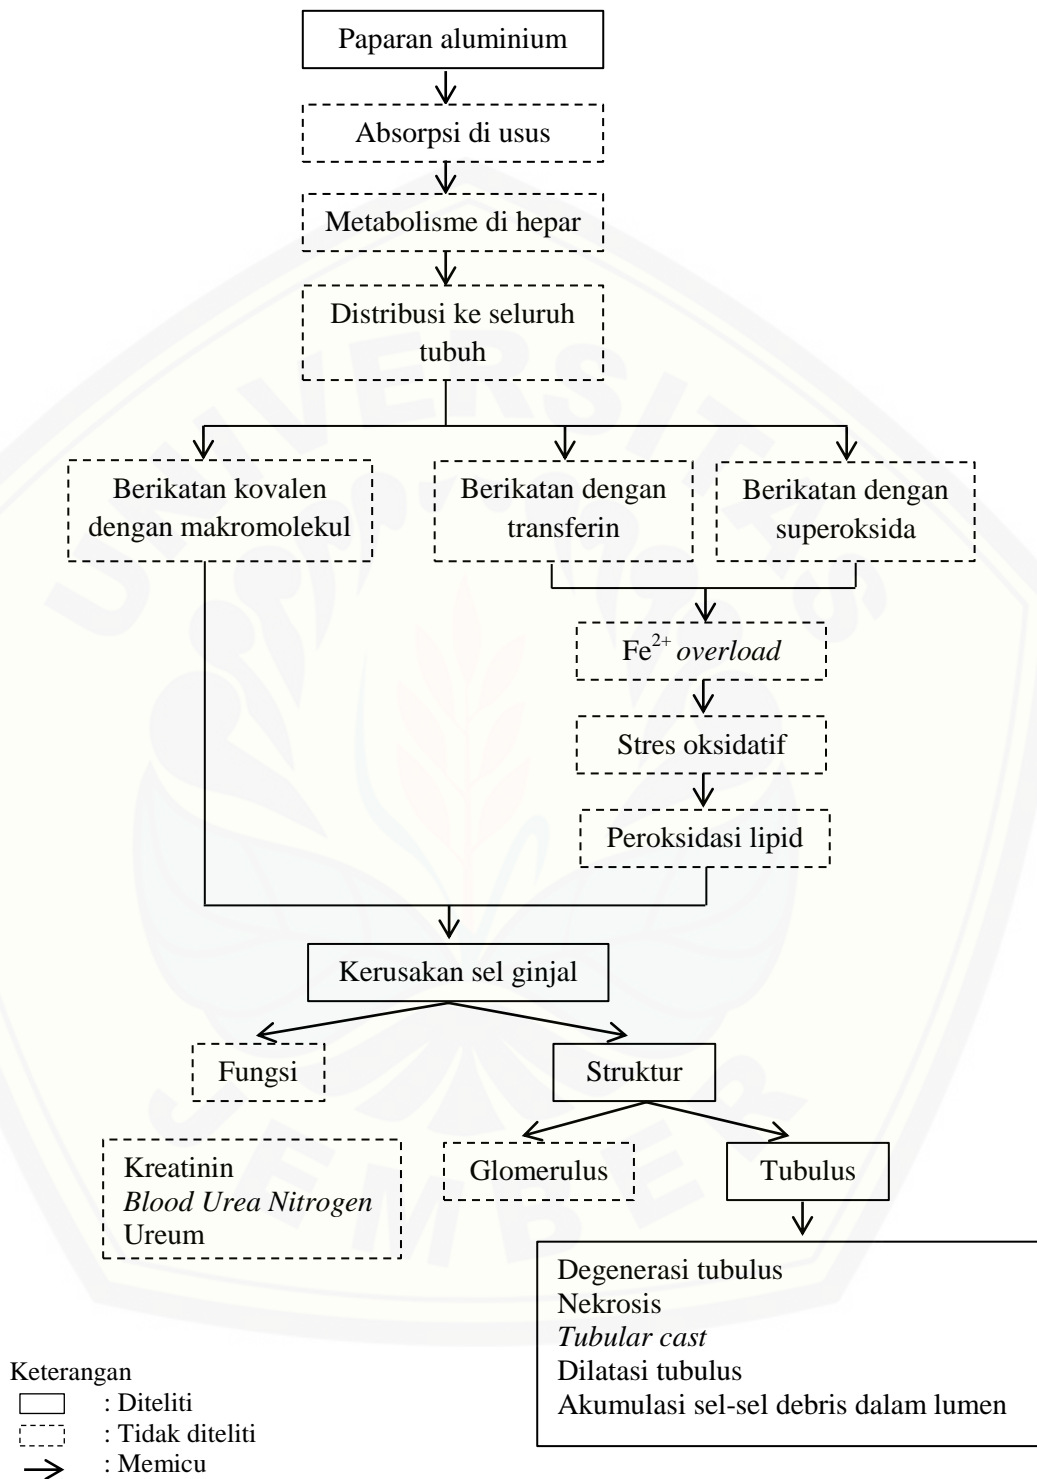 Paparan aluminium
Absorpsi di usus
Metabolisme di hepar
Distribusi ke seluruh
tubuh
Berikatan kovalen
dengan makromolekul
Berikatan dengan
transferin
Berikatan dengan
superoksida
Fe²⁺ overload
Stres oksidatif
Peroksidasi lipid
Kerusakan sel ginjal
Fungsi
Struktur
Kreatinin
Blood Urea Nitrogen
Ureum
Glomerulus
Tubulus
Degenerasi tubulus
Nekrosis
Tubular cast
Dilatasi tubulus
Akumulasi sel-sel debris dalam lumen
Keterangan
: Diteliti
: Tidak diteliti
: Memicu
UNIVERSITAS
JEMBER